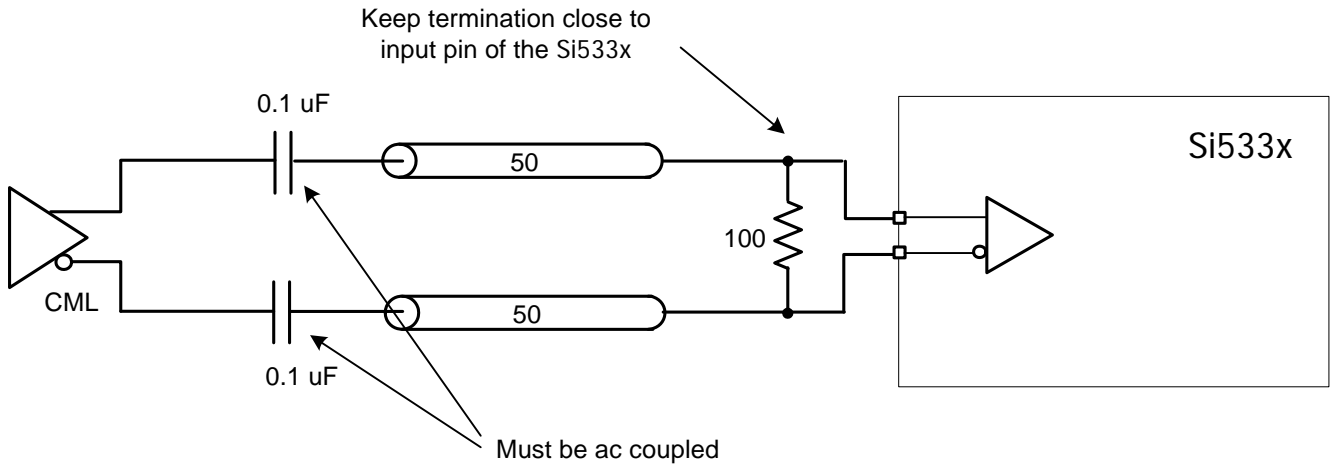 Keep termination close to
input pin of the Si533x
0.1 uF
50
Si533x
100
CML
50
0.1 uF
Must be ac coupled